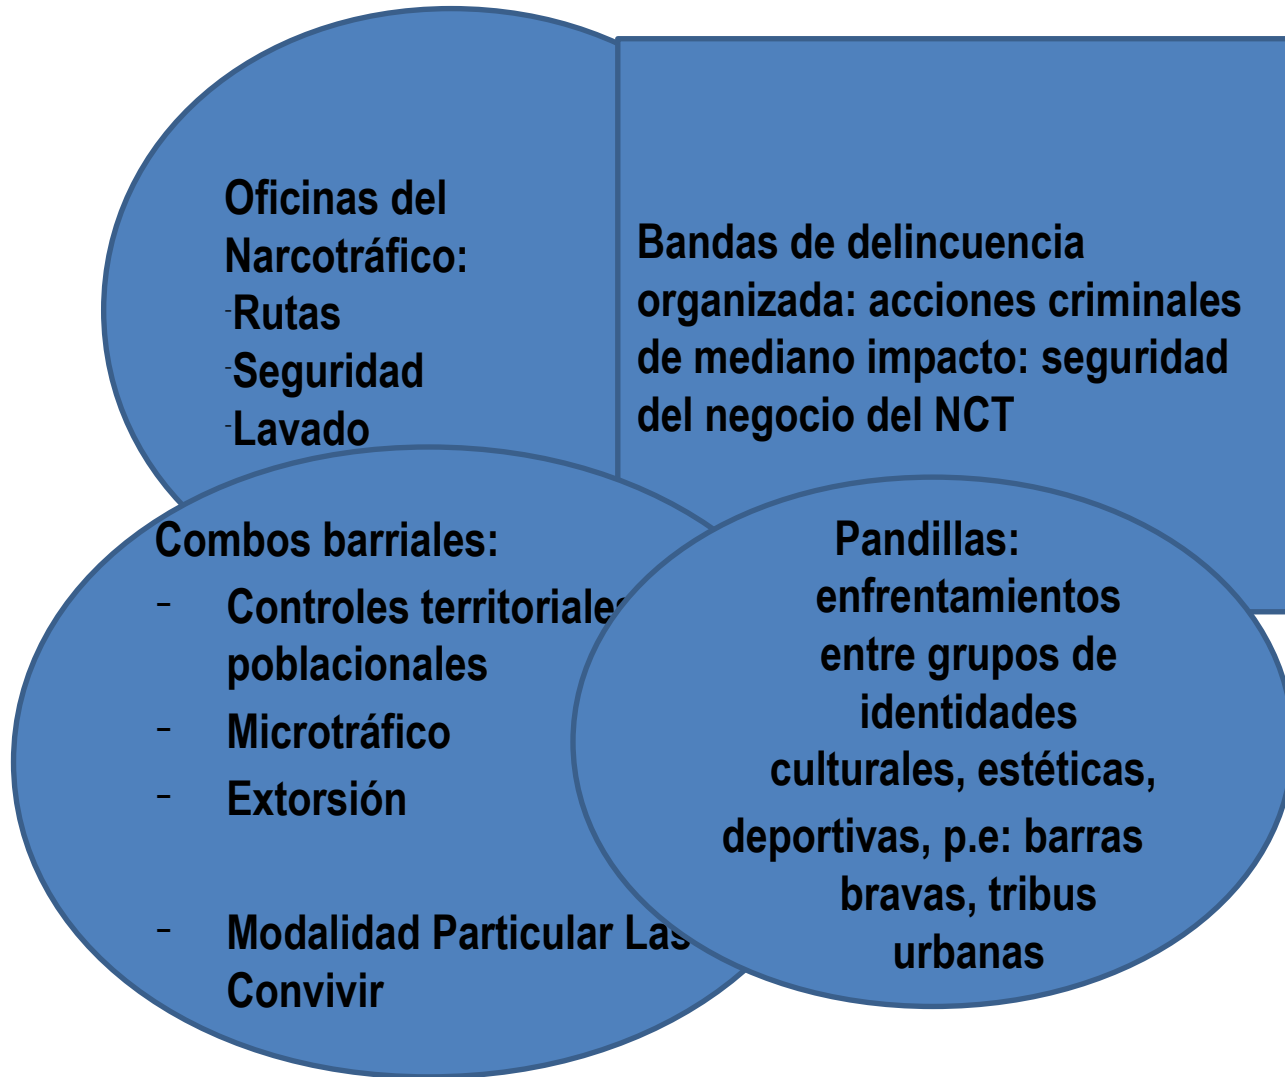 Oficinas del
Narcotráfico:
-Rutas
-Seguridad
-Lavado
Bandas de delincuencia
organizada: acciones criminales
de mediano impacto: seguridad
del negocio del NCT
Combos barriales:
- Controles territoriales
poblacionales
- Microtráfico
- Extorsión
- Modalidad Particular Las
Convivir
Pandillas:
enfrentamientos
entre grupos de
identidades
culturales, estéticas,
deportivas, p.e: barras
bravas, tribus
urbanas